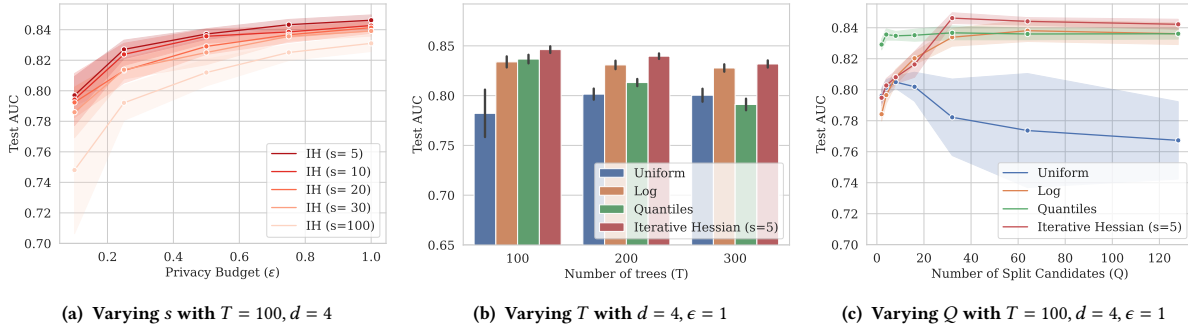 0.84
0.82
0.80
0.78
0.76
0.74
0.72
0.70
Test AUC
0.2 0.4 0.6 0.8 1.0
Privacy Budget (ε)
IH (s= 5)
IH (s= 10)
IH (s= 20)
IH (s= 30)
IH (s=100)
(a) Varying s with T = 100, d = 4
0.85
0.80
0.75
0.70
0.65
Test AUC
100 200 300
Number of trees (T)
Uniform
Log
Quantiles
Iterative Hessian (s=5)
(b) Varying T with d = 4, ϵ = 1
0.84
0.82
0.80
0.78
0.76
0.74
0.72
0.70
Test AUC
0 20 40 60 80 100 120
Number of Split Candidates (Q)
Uniform
Log
Quantiles
Iterative Hessian (s=5)
(c) Varying Q with T = 100, d = 4, ϵ = 1